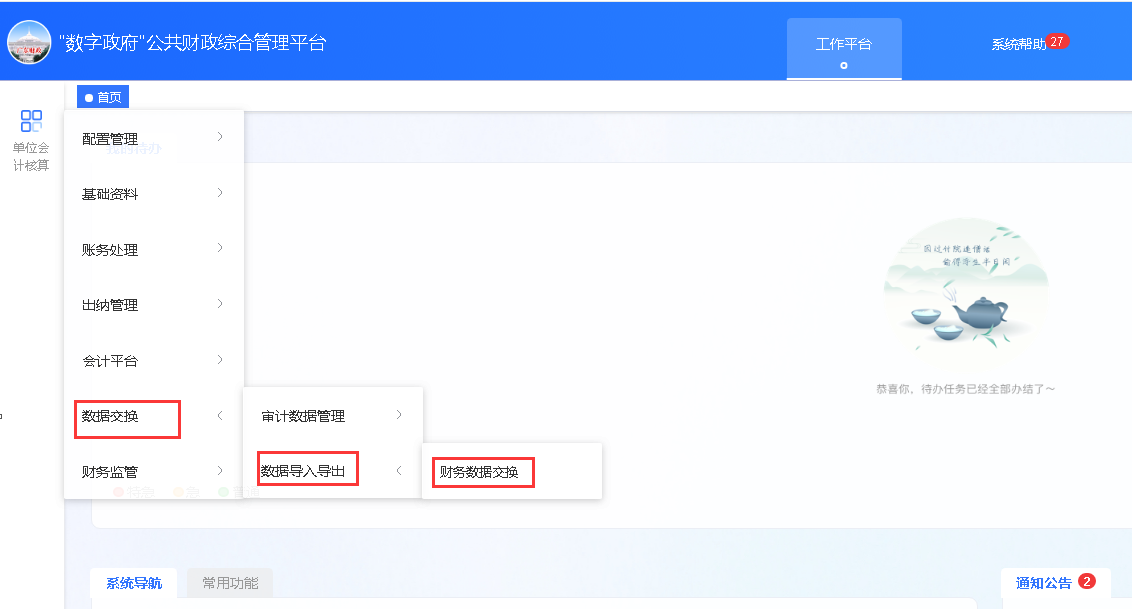 "数字政府"公共财政综合管理平台
工作平台
系统帮助 27
首页
单位会
计核算
配置管理
基础资料
账务处理
出纳管理
会计平台
数据交换
财务监管
审计数据管理
数据导入导出
财务数据交换
恭喜你，待办任务已经全部办结了～
系统导航
常用功能
通知公告 2